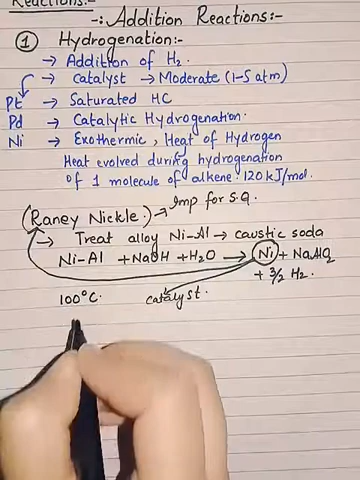 Reactions:-
-: Addition Reactions:-
① Hydrogenation:-
→ Addition of H₂.
→ Catalyst → Moderate (1-5 atm)
Pt → Saturated HC
Pd → Catalytic Hydrogenation.
Ni → Exothermic, Heat of Hydrogen
Heat evolved during hydrogenation
of 1 molecule of alkene 120 kJ/mol.
(Raney Nickle.) → Imp for S.Q.
→ Treat alloy Ni-Al → caustic soda
Ni-Al + NaOH + H₂O → Ni + NaAlO₂
+ 3/2 H₂.
100°C. catalyst.